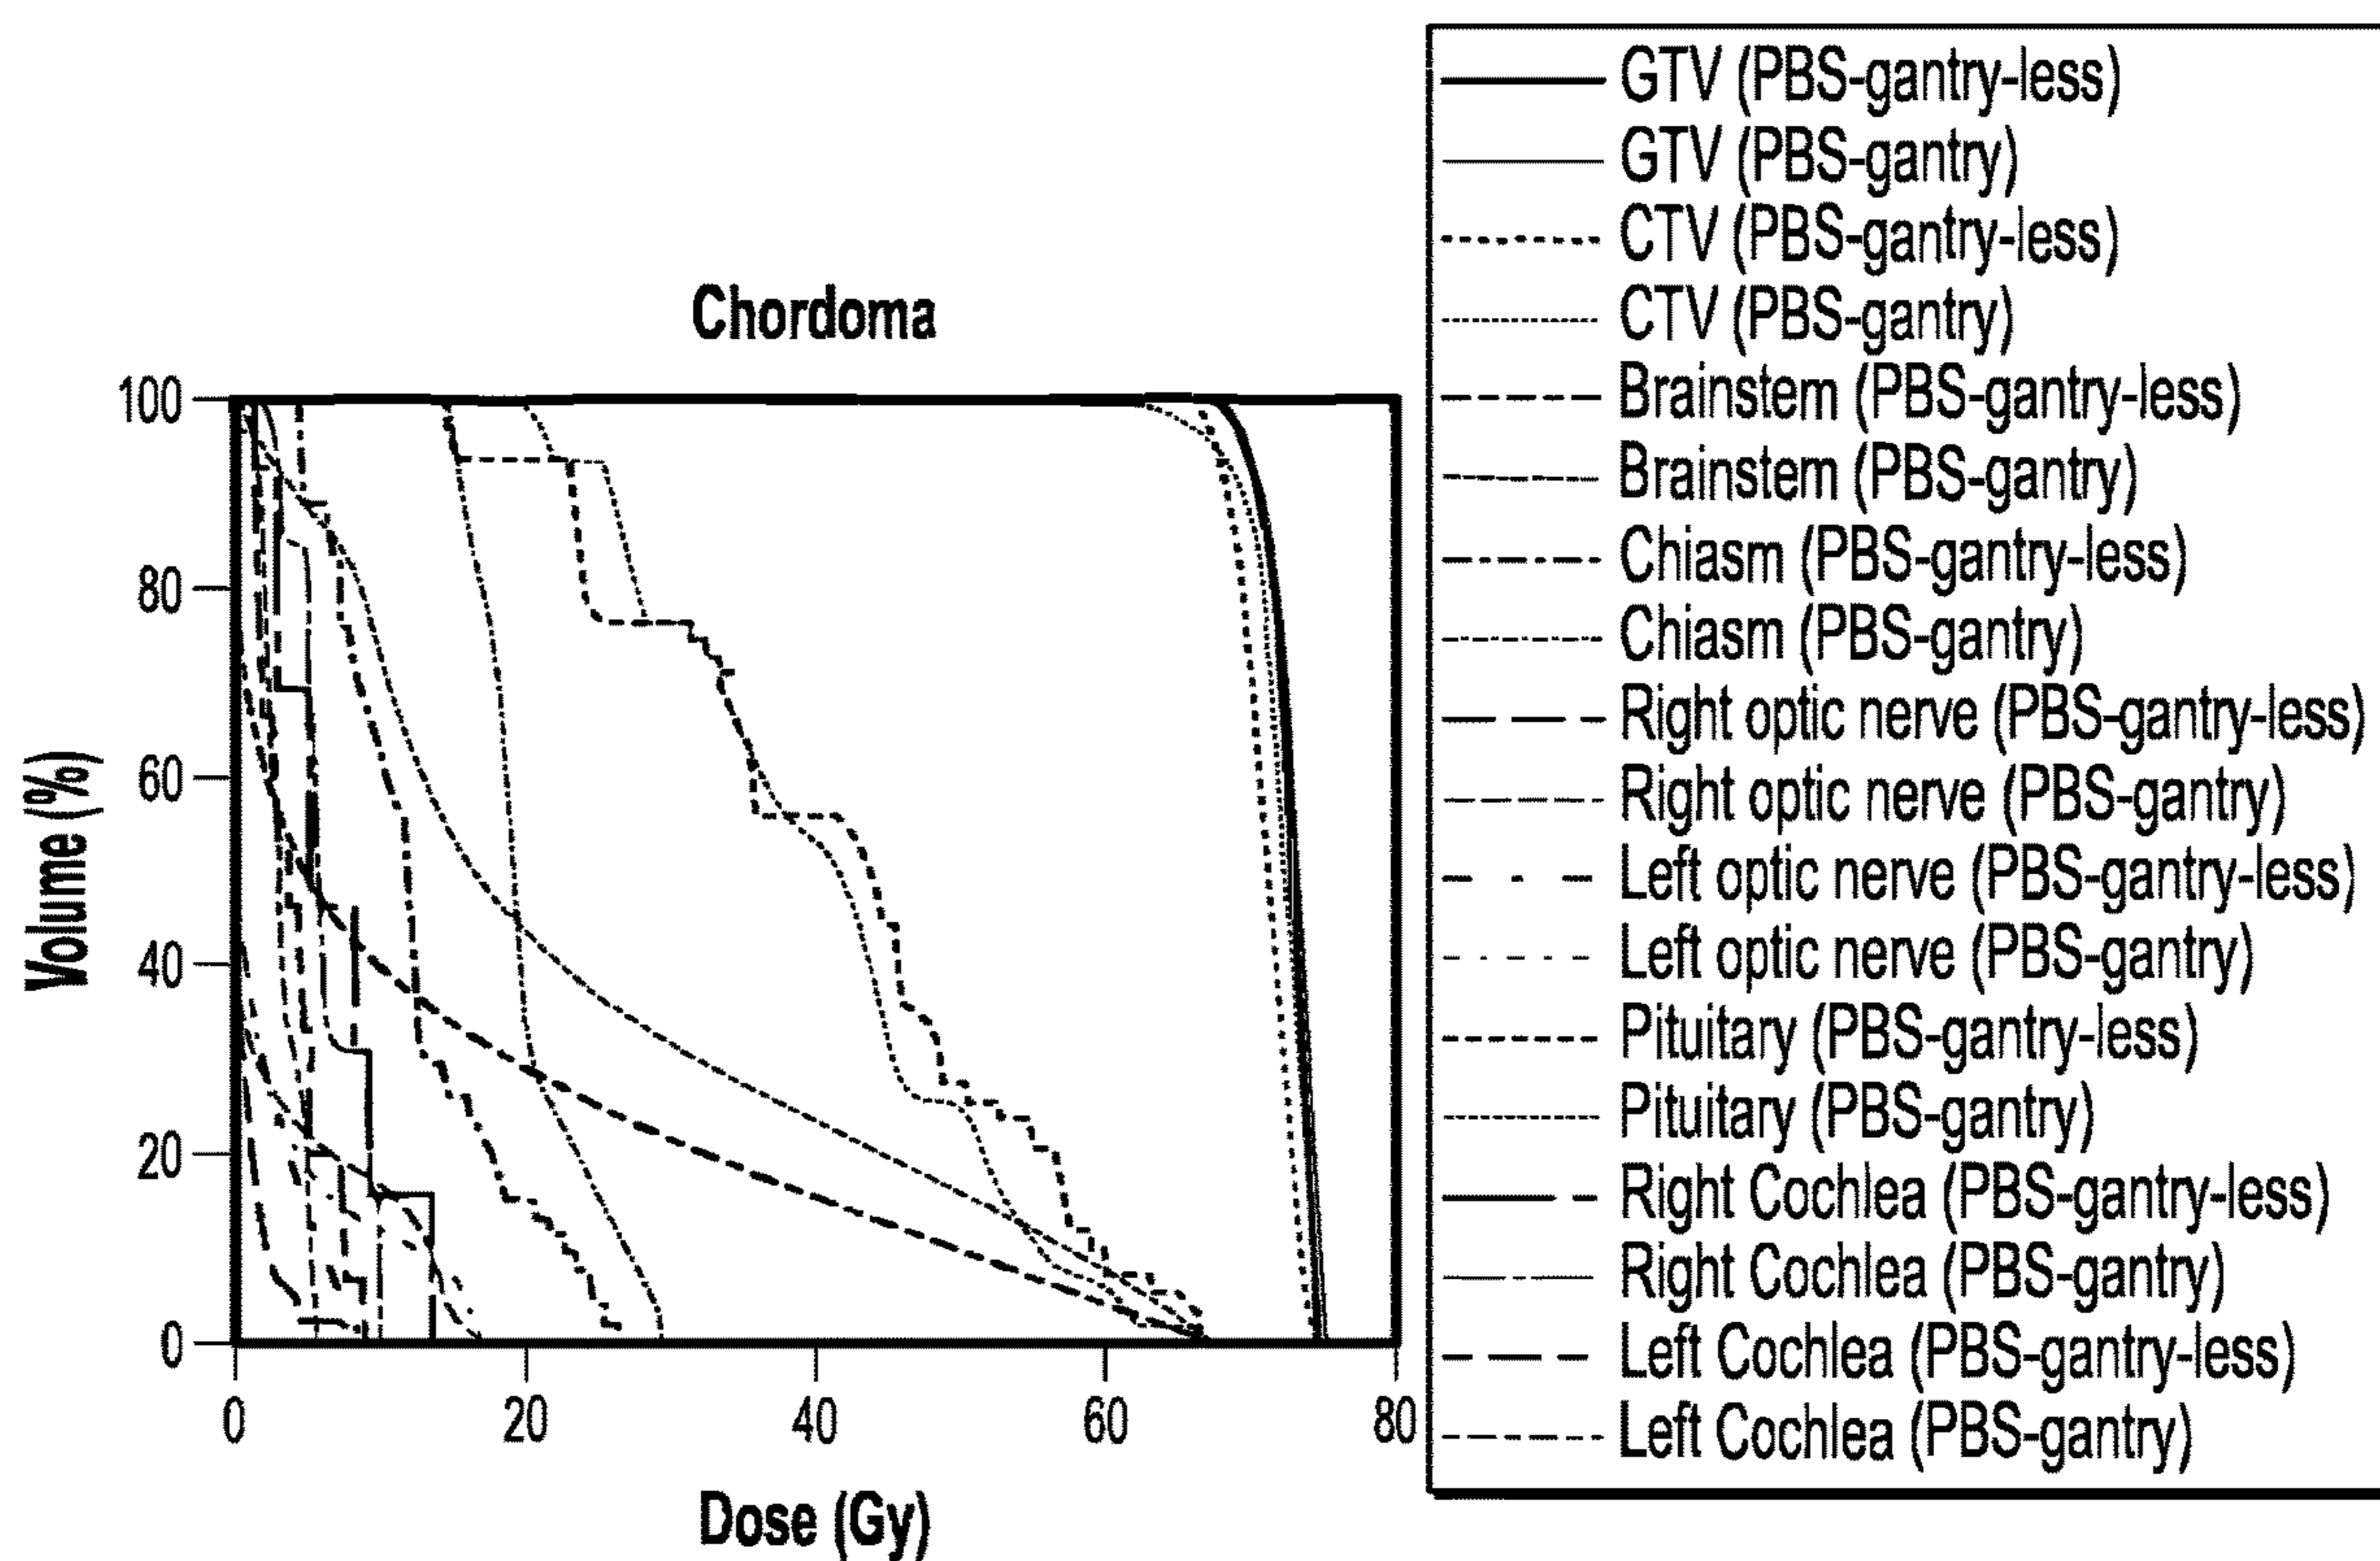 Chordoma
Volume (%)
100
80
60
40
20
0
0 20 40 60 80
Dose (Gy)
GTV (PBS-gantry-less)
GTV (PBS-gantry)
CTV (PBS-gantry-less)
CTV (PBS-gantry)
Brainstem (PBS-gantry-less)
Brainstem (PBS-gantry)
Chiasm (PBS-gantry-less)
Chiasm (PBS-gantry)
Right optic nerve (PBS-gantry-less)
Right optic nerve (PBS-gantry)
Left optic nerve (PBS-gantry-less)
Left optic nerve (PBS-gantry)
Pituitary (PBS-gantry-less)
Pituitary (PBS-gantry)
Right Cochlea (PBS-gantry-less)
Right Cochlea (PBS-gantry)
Left Cochlea (PBS-gantry-less)
Left Cochlea (PBS-gantry)